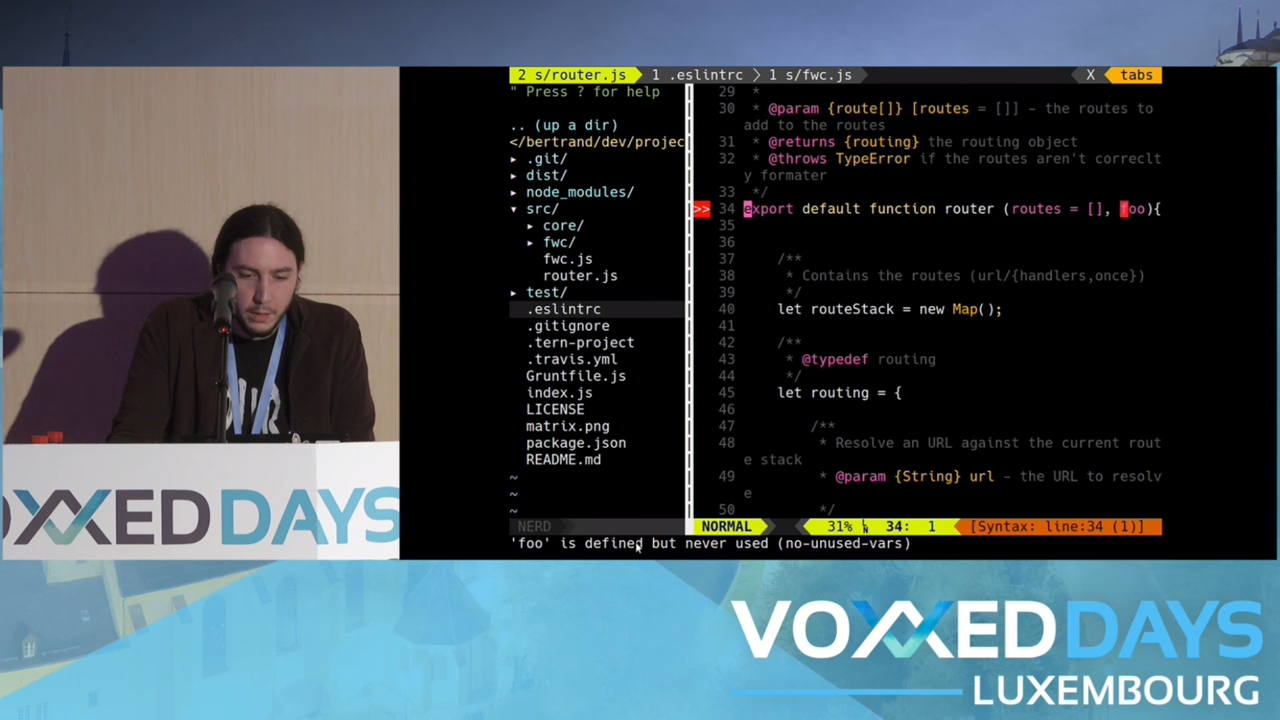 2 s/router.js 1 .eslintrc 1 s/fwc.js X tabs
" Press ? for help
.. (up a dir)
</bertrand/dev/projec
▸ .git/
▸ dist/
▸ node_modules/
▾ src/
▸ core/
▸ fwc/
fwc.js
router.js
▸ test/
.eslintrc
.gitignore
.tern-project
.travis.yml
Gruntfile.js
index.js
LICENSE
matrix.png
package.json
README.md
~
~
~
NERD
29 *
30 * @param {route[]} [routes = []] - the routes to
add to the routes
31 * @returns {routing} the routing object
32 * @throws TypeError if the routes aren't correclt
y formater
33 */
>> 34 export default function router (routes = [], foo){
35
36
37 /**
38 * Contains the routes (url/{handlers,once})
39 */
40 let routeStack = new Map();
41
42 /**
43 * @typedef routing
44 */
45 let routing = {
46
47 /**
48 * Resolve an URL against the current rout
e stack
49 * @param {String} url - the URL to resolv
e
50 */
NORMAL 31% 34: 1 [Syntax: line:34 (1)]
'foo' is defined but never used (no-unused-vars)
OXXED DAYS
VOXXED DAYS
LUXEMBOURG